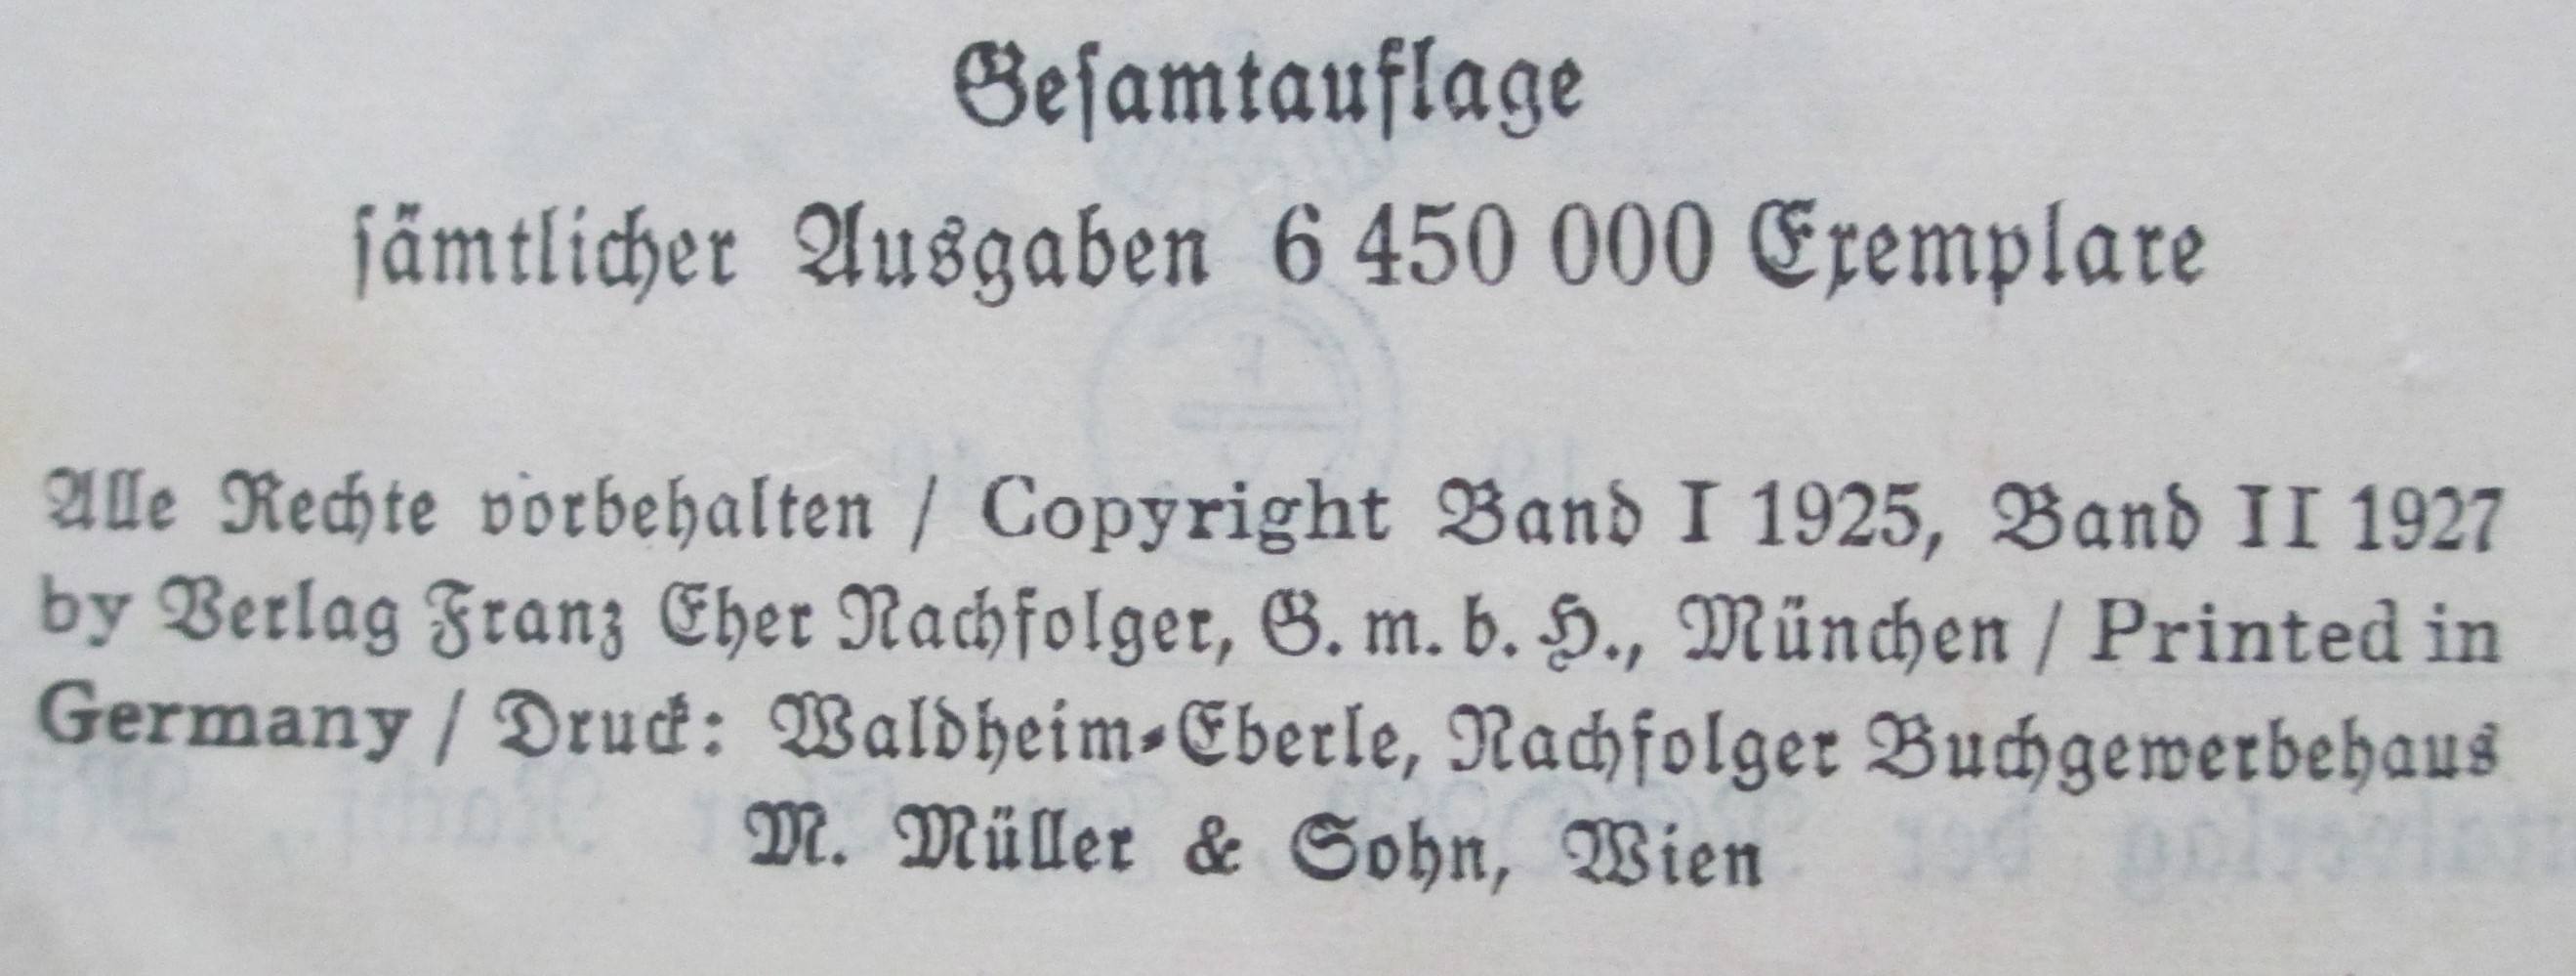 Geſamtauflage
ſämtlicher Ausgaben 6 450 000 Exemplare
Alle Rechte vorbehalten / Copyright Band I 1925, Band II 1927
by Verlag Franz Eher Nachfolger, G. m. b. H., München / Printed in
Germany / Druck: Waldheim-Eberle, Nachfolger Buchgewerbehaus
M. Müller & Sohn, Wien